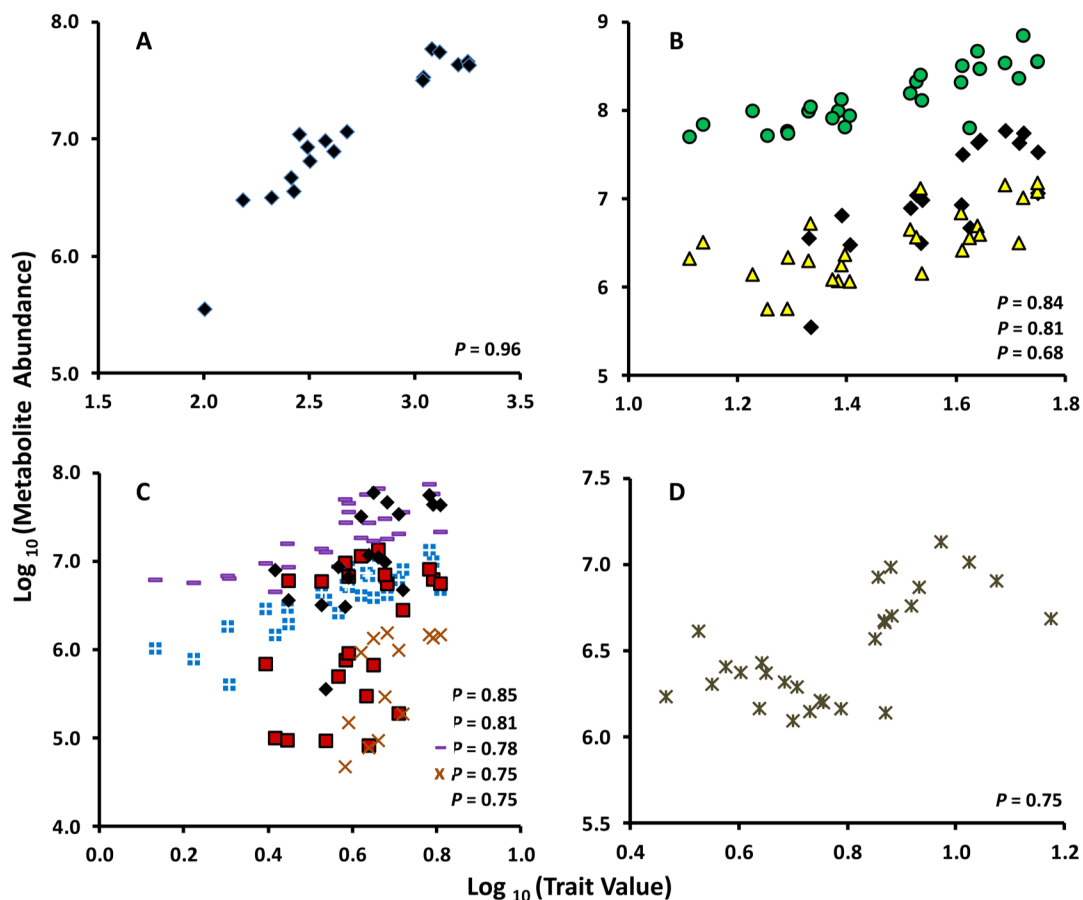 A
8.0
7.0
6.0
5.0
1.5 2.0 2.5 3.0 3.5
P = 0.96
B
9
8
7
6
5
1.0 1.2 1.4 1.6 1.8
P = 0.84
P = 0.81
P = 0.68
Log 10 (Metabolite Abundance)
C
8.0
7.0
6.0
5.0
4.0
0.0 0.2 0.4 0.6 0.8 1.0
P = 0.85
P = 0.81
P = 0.78
P = 0.75
P = 0.75
D
7.5
7.0
6.5
6.0
5.5
0.4 0.6 0.8 1.0 1.2
P = 0.75
Log 10 (Trait Value)